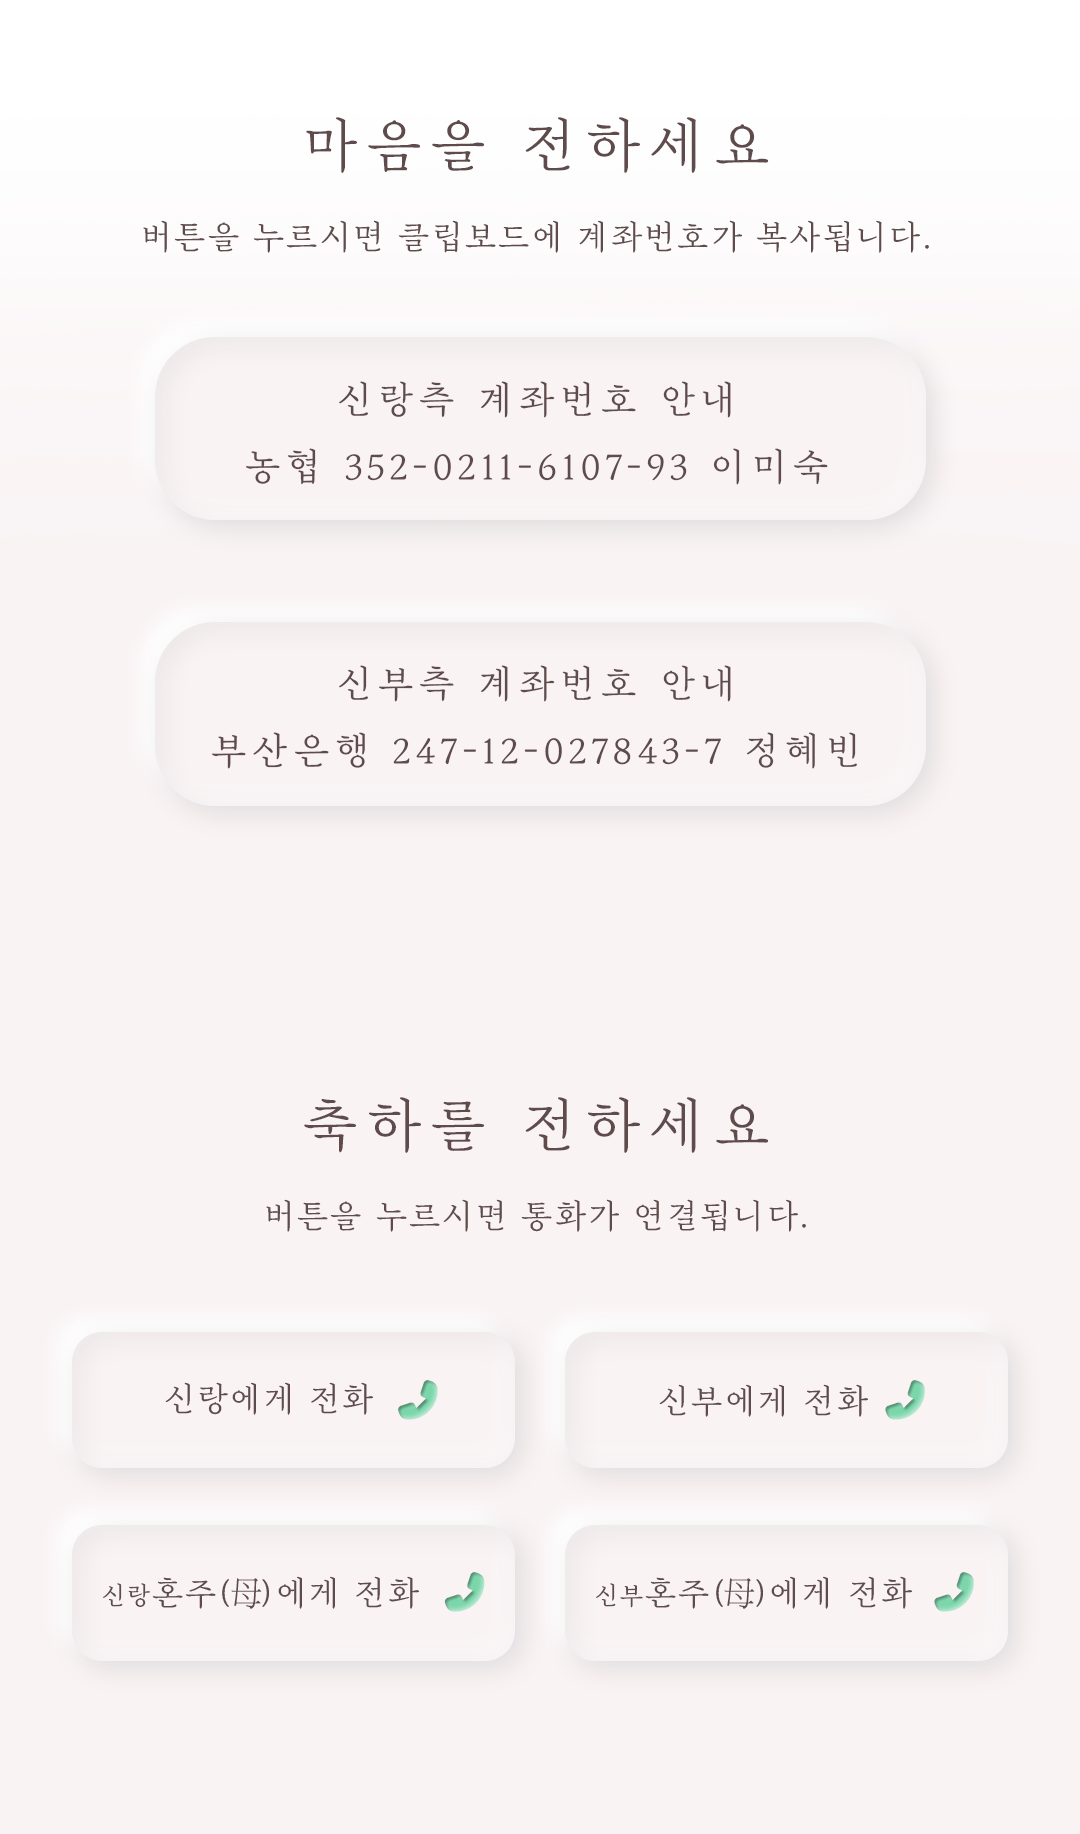 마음을 전하세요
버튼을 누르시면 클립보드에 계좌번호가 복사됩니다.
신랑측 계좌번호 안내
농협 352-0211-6107-93 이미숙
신부측 계좌번호 안내
부산은행 247-12-027843-7 정혜빈
축하를 전하세요
버튼을 누르시면 통화가 연결됩니다.
신랑에게 전화
신부에게 전화
신랑혼주(母)에게 전화
신부혼주(母)에게 전화